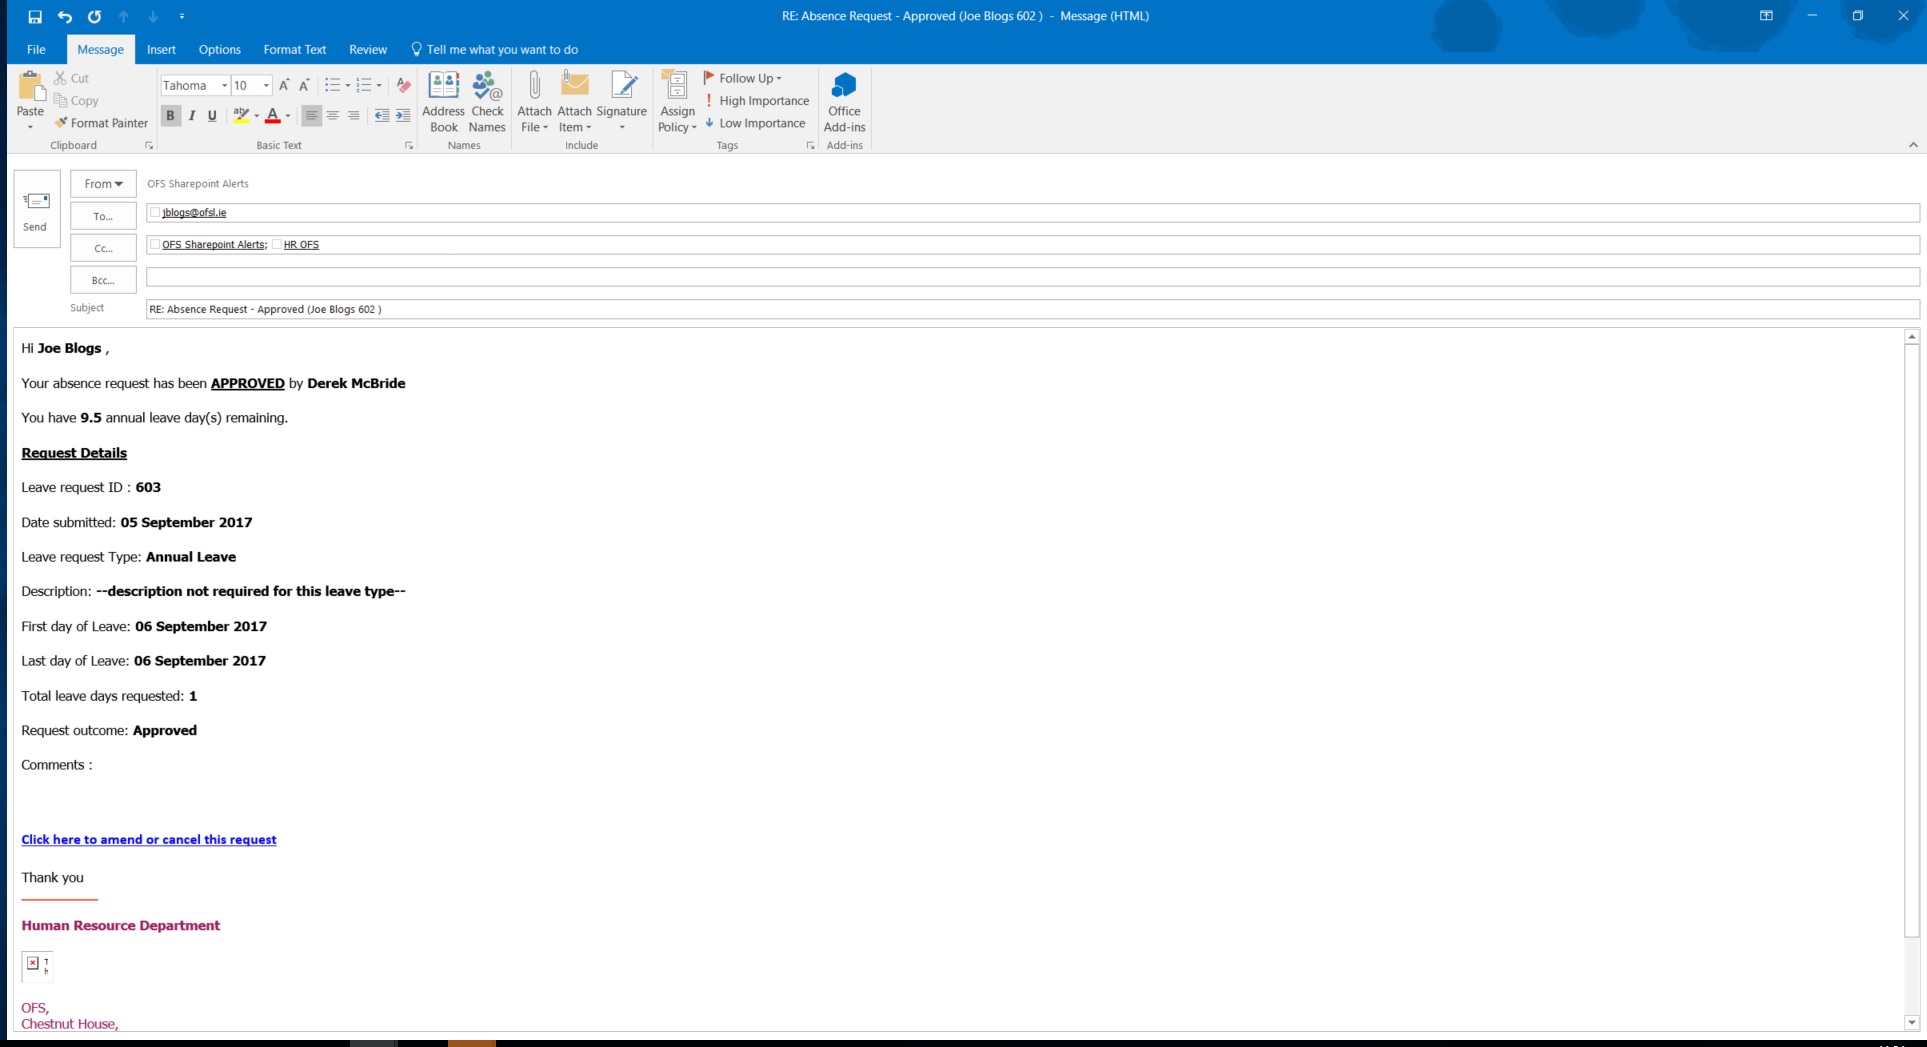 RE: Absence Request - Approved (Joe Blogs 602 ) - Message (HTML)
File Message Insert Options Format Text Review Tell me what you want to do
Paste
Cut
Copy
Format Painter
Clipboard
Tahoma 10
B I U
Basic Text
Address Book
Check Names
Names
Attach File
Attach Item
Signature
Include
Assign Policy
Follow Up
High Importance
Low Importance
Tags
Office Add-ins
Add-ins
Send
From OFS Sharepoint Alerts
To... jblogs@ofsl.ie
Cc... OFS Sharepoint Alerts; HR OFS
Bcc...
Subject RE: Absence Request - Approved (Joe Blogs 602 )
Hi Joe Blogs ,
Your absence request has been APPROVED by Derek McBride
You have 9.5 annual leave day(s) remaining.
Request Details
Leave request ID : 603
Date submitted: 05 September 2017
Leave request Type: Annual Leave
Description: --description not required for this leave type--
First day of Leave: 06 September 2017
Last day of Leave: 06 September 2017
Total leave days requested: 1
Request outcome: Approved
Comments :
Click here to amend or cancel this request
Thank you
Human Resource Department
OFS,
Chestnut House,